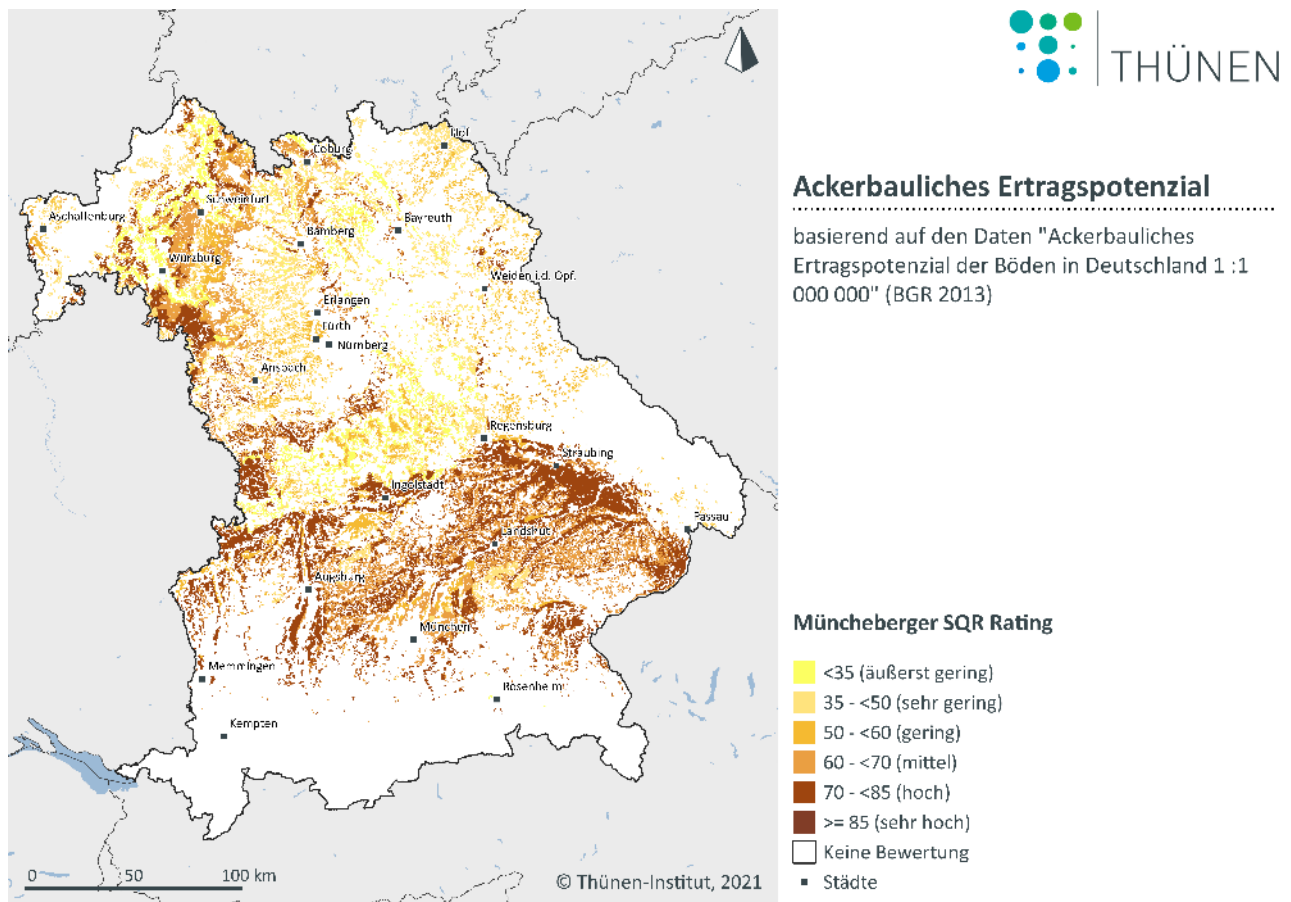 THÜNEN
Ackerbauliches Ertragspotenzial
basierend auf den Daten "Ackerbauliches
Ertragspotenzial der Böden in Deutschland 1 :1
000 000" (BGR 2013)
Hof
Coburg
Schweinfurt
Aschaffenburg
Bayreuth
Bamberg
Würzburg
Weiden i.d. Opf.
Erlangen
Fürth
Nürnberg
Ansbach
Regensburg
Straubing
Ingolstadt
Passau
Landshut
Augsburg
München
Memmingen
Rosenheim
Kempten
0 50 100 km
© Thünen-Institut, 2021
Müncheberger SQR Rating
<35 (äußerst gering)
35 - <50 (sehr gering)
50 - <60 (gering)
60 - <70 (mittel)
70 - <85 (hoch)
>= 85 (sehr hoch)
Keine Bewertung
Städte